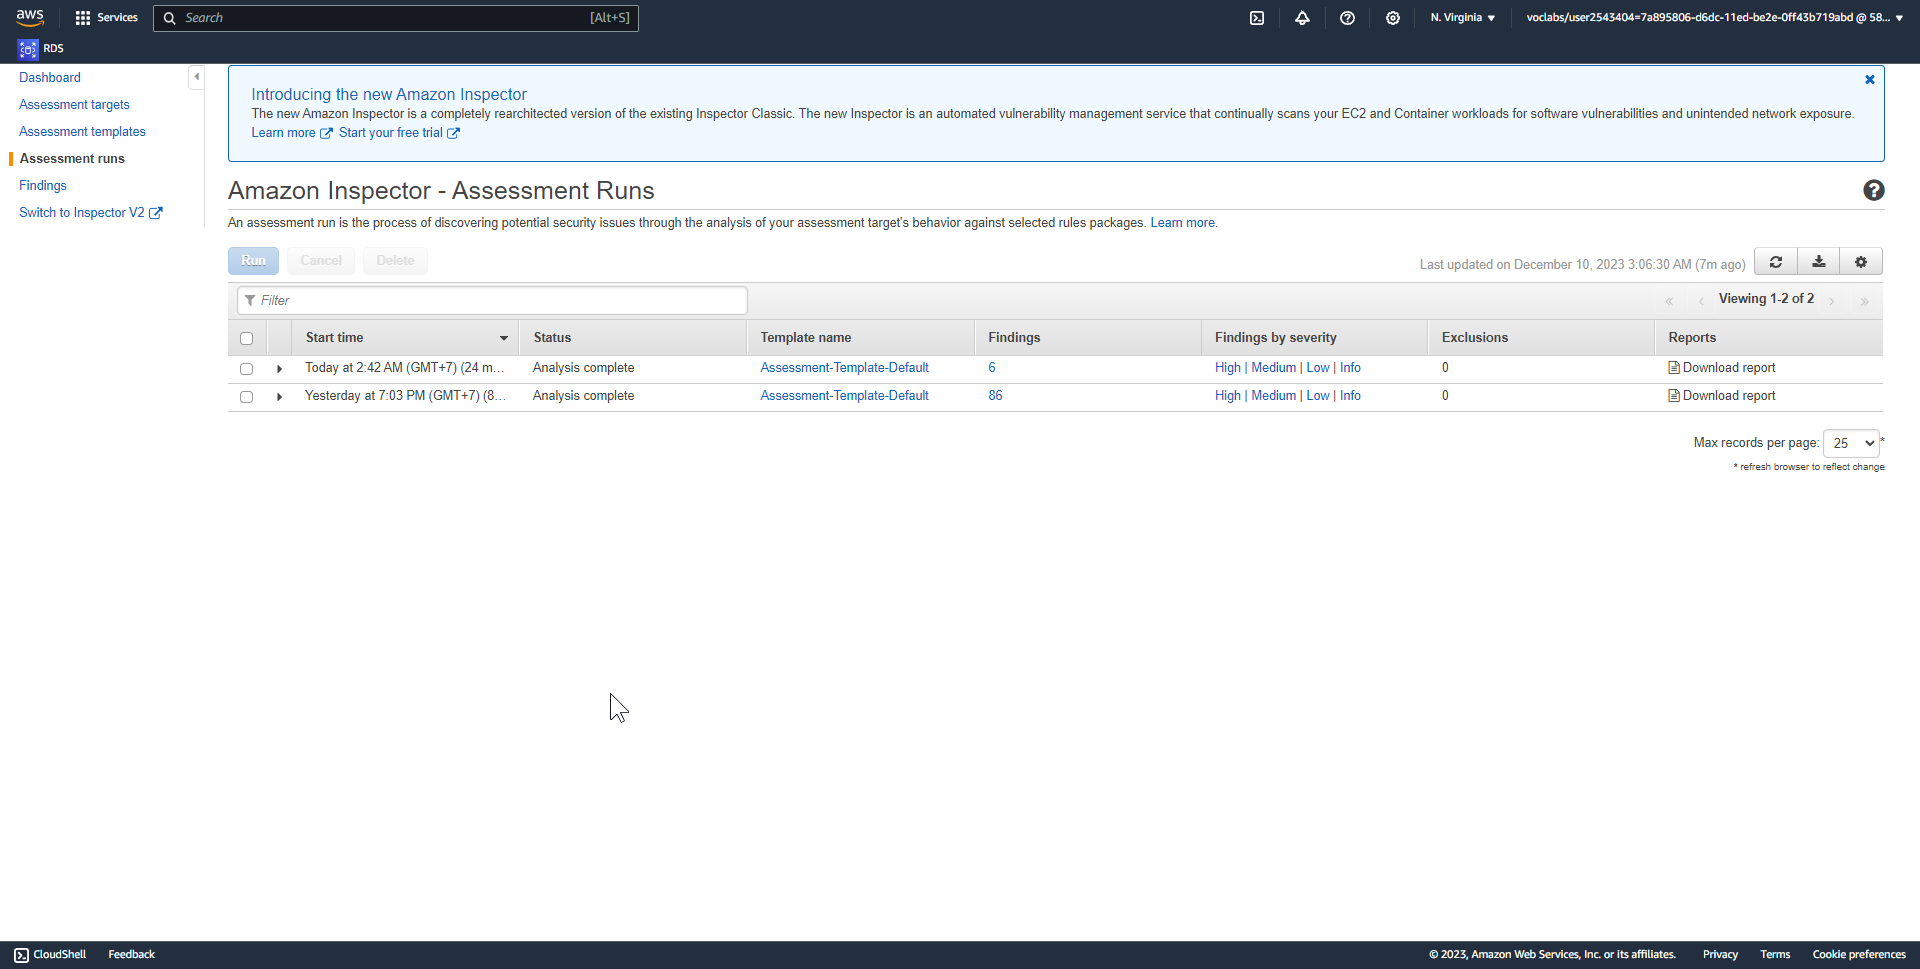 aws
Services
Search
[Alt+S]
N. Virginia
voclabs/user2543404=7a895806-d6dc-11ed-be2e-0ff43b719abd @ 58...
RDS
Dashboard
Assessment targets
Assessment templates
Assessment runs
Findings
Switch to Inspector V2
Introducing the new Amazon Inspector
The new Amazon Inspector is a completely rearchitected version of the existing Inspector Classic. The new Inspector is an automated vulnerability management service that continually scans your EC2 and Container workloads for software vulnerabilities and unintended network exposure.
Learn more Start your free trial
Amazon Inspector - Assessment Runs
An assessment run is the process of discovering potential security issues through the analysis of your assessment target's behavior against selected rules packages. Learn more.
Run Cancel Delete
Last updated on December 10, 2023 3:06:30 AM (7m ago)
Filter
« ‹ Viewing 1-2 of 2 › »
Start time Status Template name Findings Findings by severity Exclusions Reports
Today at 2:42 AM (GMT+7) (24 m... Analysis complete Assessment-Template-Default 6 High | Medium | Low | Info 0 Download report
Yesterday at 7:03 PM (GMT+7) (8... Analysis complete Assessment-Template-Default 86 High | Medium | Low | Info 0 Download report
Max records per page: 25 *
* refresh browser to reflect change
CloudShell Feedback
© 2023, Amazon Web Services, Inc. or its affiliates. Privacy Terms Cookie preferences